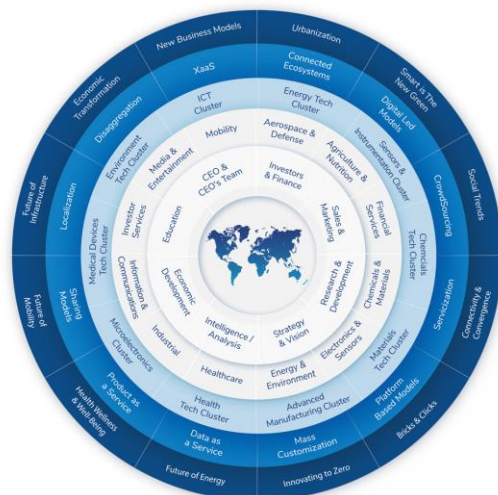 New Business Models
Urbanization
Smart is The
New Green
Social Trends
Connectivity &
Convergence
Bricks & Clicks
Innovating to Zero
Future of Energy
Health Wellness
& Well-Being
Future of
Mobility
Future of
Infrastructure
Economic
Transformation
XaaS
Connected
Ecosystems
Digital Led
Models
CrowdSourcing
Servicization
Platform
Based Models
Mass
Customization
Data as
a Service
Product as
a Service
Sharing
Models
Localization
Disaggregation
ICT
Cluster
Energy Tech
Cluster
Sensors &
Instrumentation Cluster
Chemcials
Tech Cluster
Materials
Tech Cluster
Advanced
Manufacturing Cluster
Health
Tech Cluster
Microelectronics
Cluster
Medical Devices
Tech Cluster
Environment
Tech Cluster
Mobility
Aerospace &
Defense
Agriculture &
Nutrition
Financial
Services
Chemicals &
Materials
Electronics &
Sensors
Energy &
Environment
Healthcare
Industrial
Information &
Communications
Investor
Services
Media &
Entertainment
CEO &
CEO's Team
Investors
& Finance
Sales &
Marketing
Research &
Development
Strategy
& Vision
Intelligence /
Analysis
Economic
Development
Education